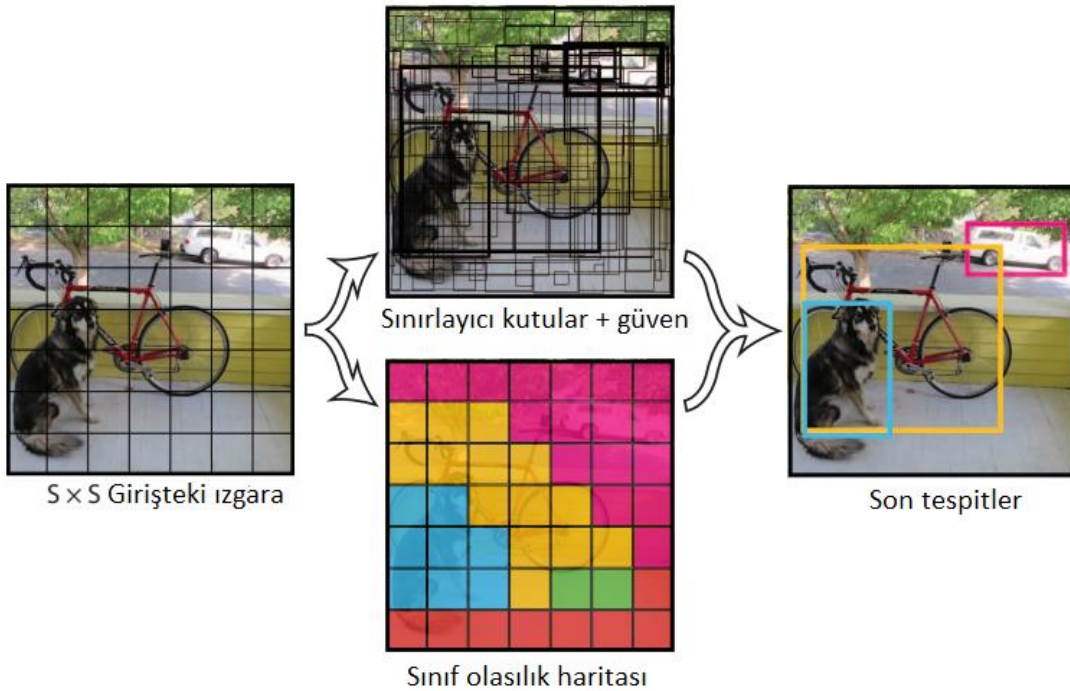 Sınırlayıcı kutular + güven
S × S Girişteki ızgara
Son tespitler
Sınıf olasılık haritası